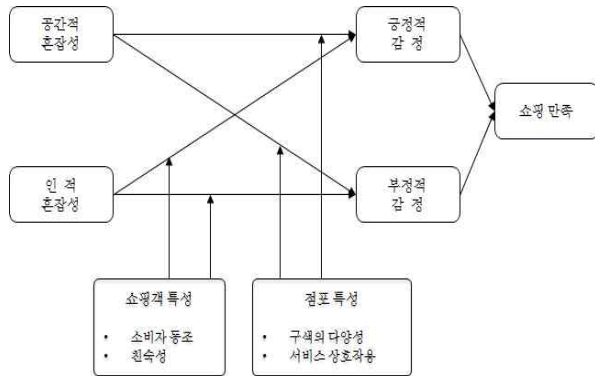 공간적
혼잡성
긍정적
감 정
쇼핑 만족
인 적
혼잡성
부정적
감 정
쇼핑객 특성
• 소비자 동조
• 친숙성
점포 특성
• 구색의 다양성
• 서비스 상호작용